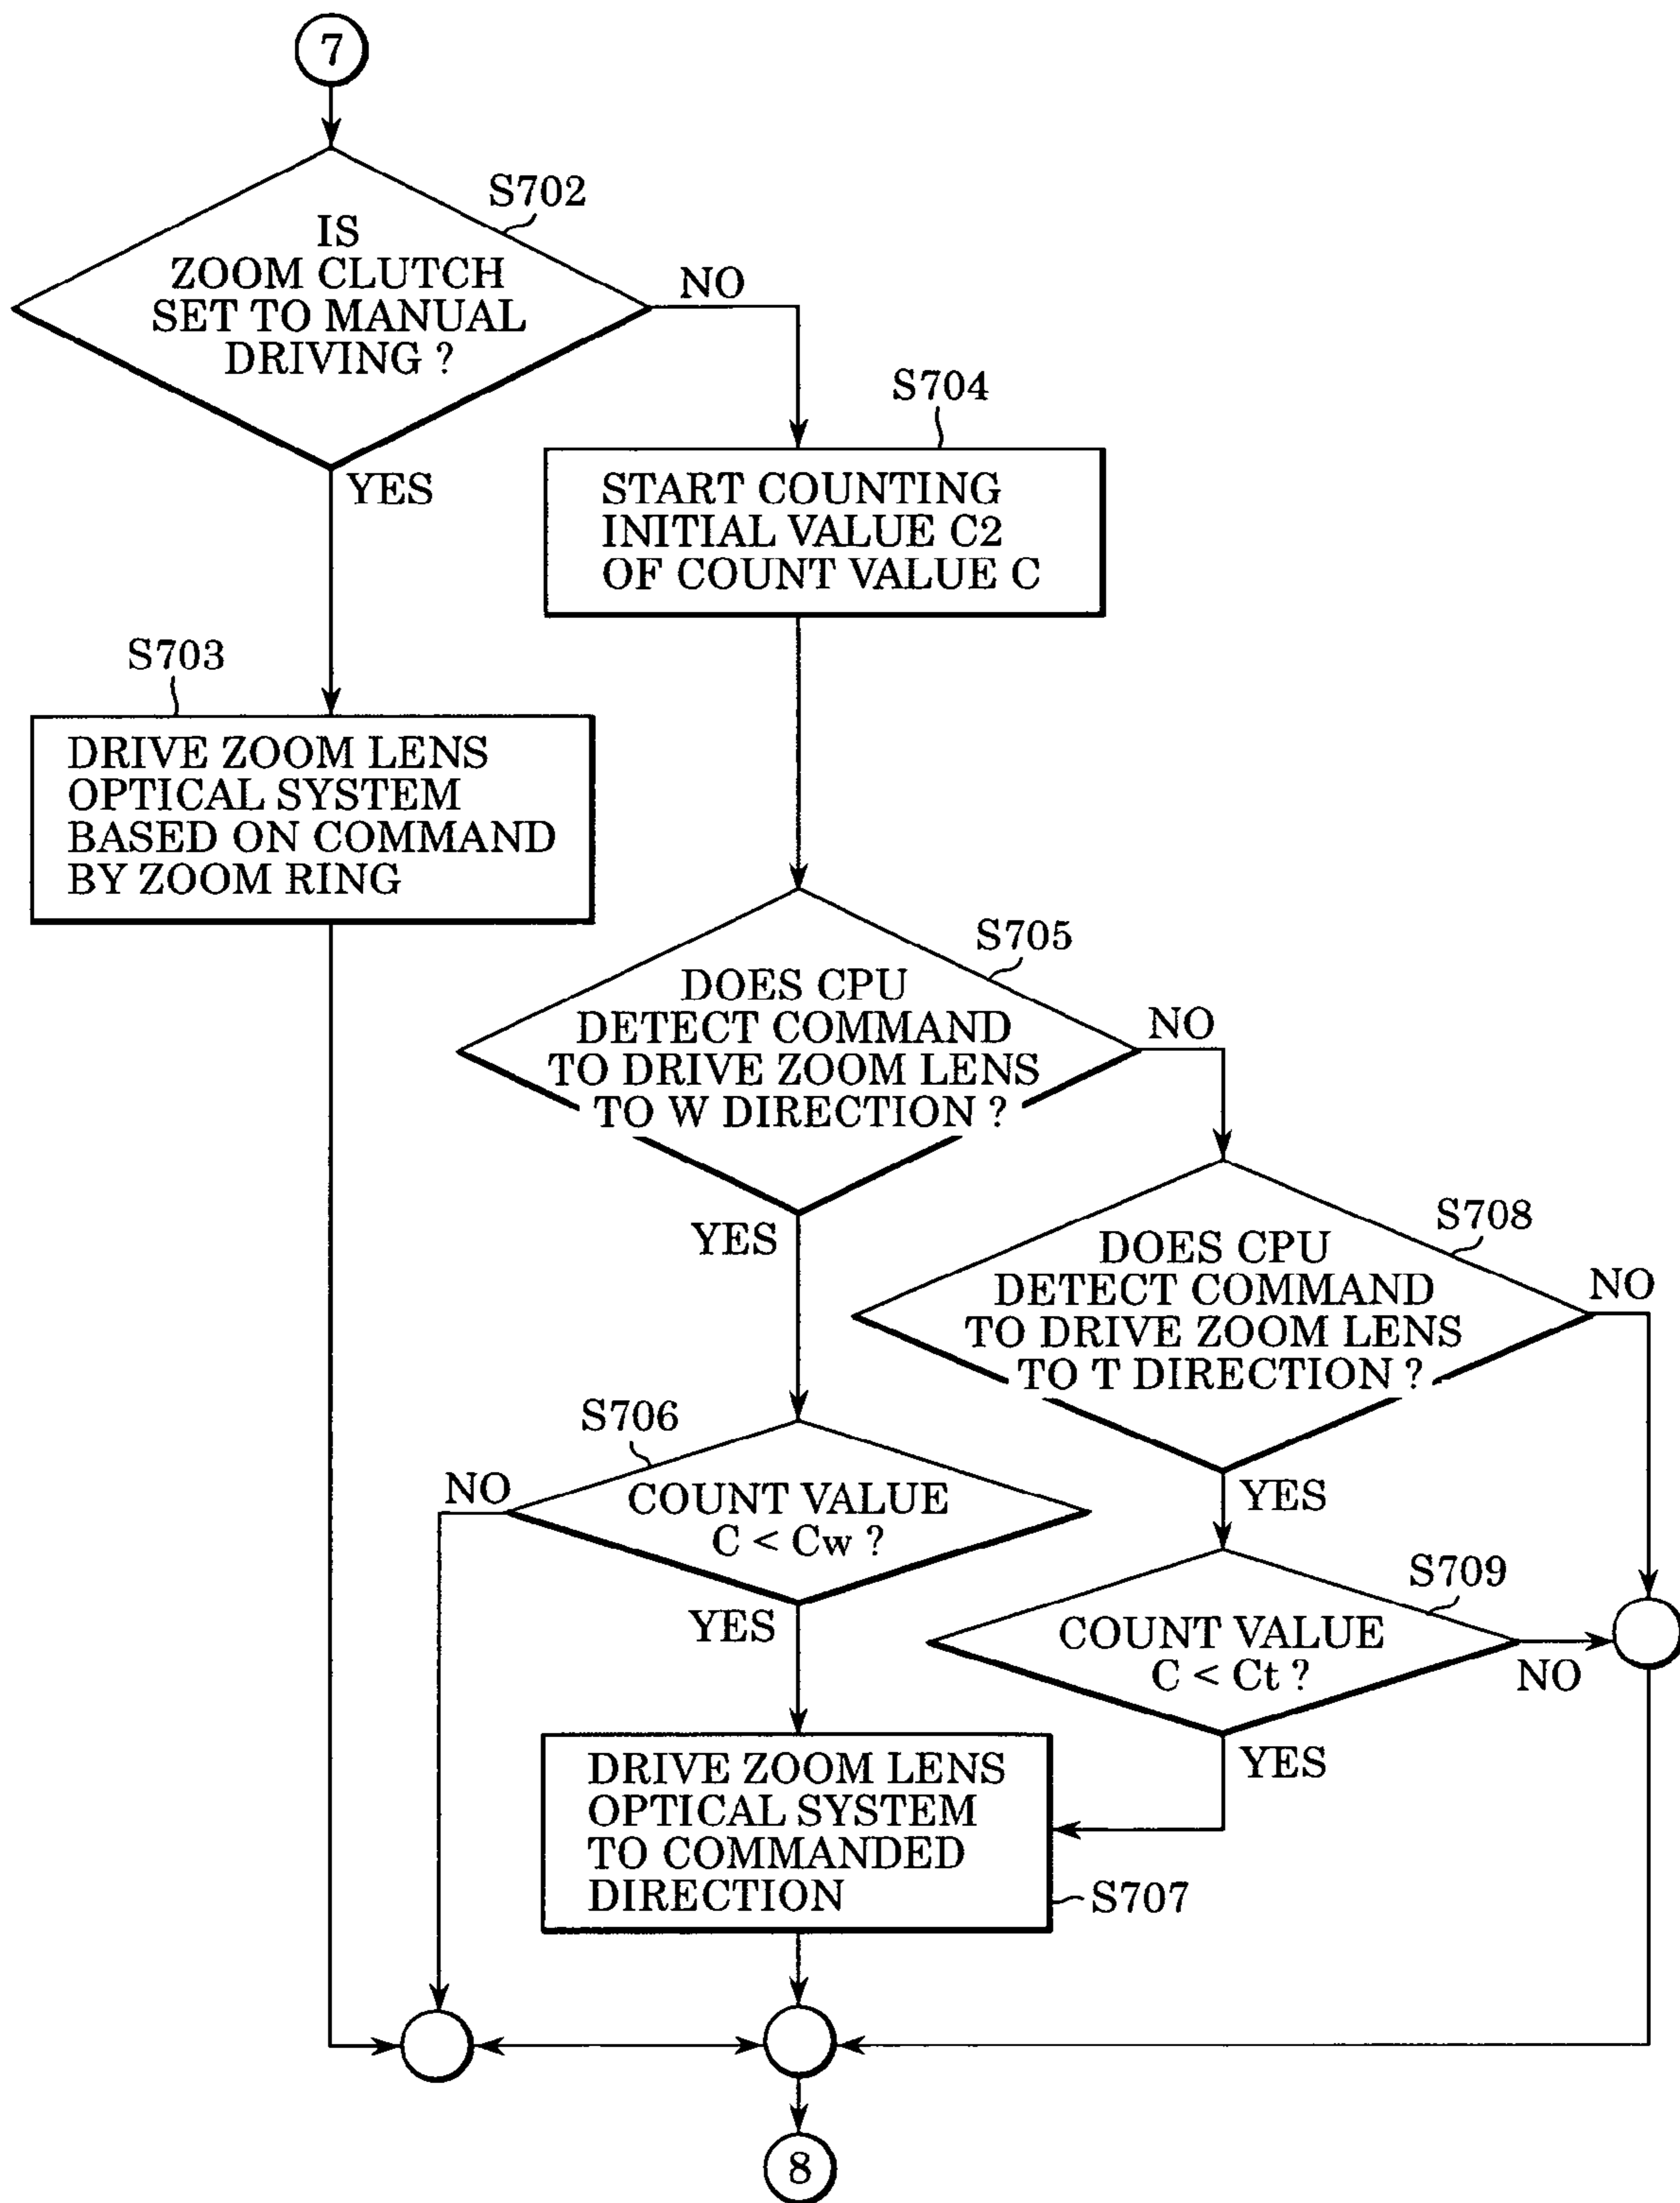 7
S702
IS
ZOOM CLUTCH
SET TO MANUAL
DRIVING ?
NO
YES
S704
START COUNTING
INITIAL VALUE C2
OF COUNT VALUE C
S703
DRIVE ZOOM LENS
OPTICAL SYSTEM
BASED ON COMMAND
BY ZOOM RING
S705
DOES CPU
DETECT COMMAND
TO DRIVE ZOOM LENS
TO W DIRECTION ?
NO
YES
S708
DOES CPU
DETECT COMMAND
TO DRIVE ZOOM LENS
TO T DIRECTION ?
NO
YES
S706
COUNT VALUE
C < Cw ?
NO
YES
S709
COUNT VALUE
C < Ct ?
NO
YES
DRIVE ZOOM LENS
OPTICAL SYSTEM
TO COMMANDED
DIRECTION
S707
8